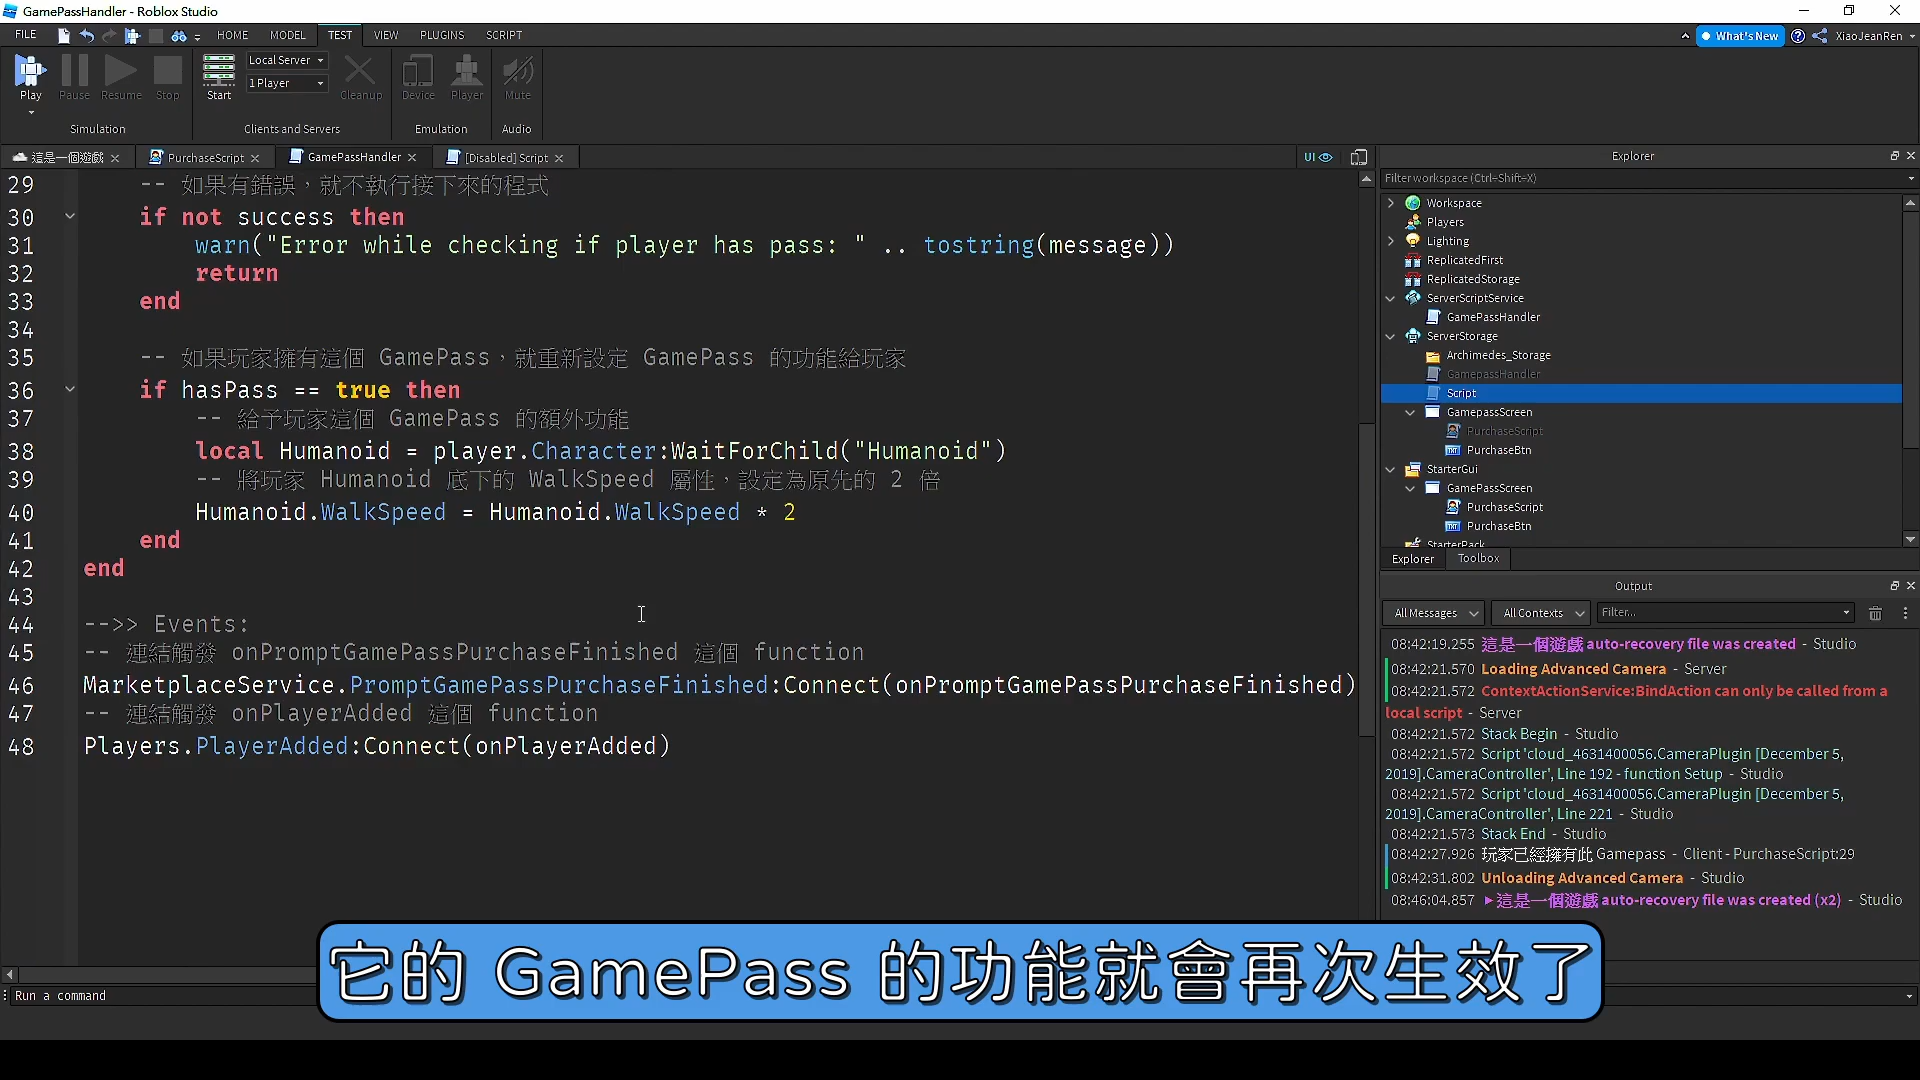 GamePassHandler - Roblox Studio
FILE HOME MODEL TEST VIEW PLUGINS SCRIPT What's New XiaoJeanRen
Play Pause Resume Stop Start Local Server 1 Player Cleanup Device Player Mute
Simulation Clients and Servers Emulation Audio
這是一個遊戲 PurchaseScript GamePassHandler [Disabled] Script UI
29 -- 如果有錯誤，就不執行接下來的程式
30 if not success then
31 warn("Error while checking if player has pass: " .. tostring(message))
32 return
33 end
34
35 -- 如果玩家擁有這個 GamePass，就重新設定 GamePass 的功能給玩家
36 if hasPass == true then
37 -- 給予玩家這個 GamePass 的額外功能
38 local Humanoid = player.Character:WaitForChild("Humanoid")
39 -- 將玩家 Humanoid 底下的 WalkSpeed 屬性，設定為原先的 2 倍
40 Humanoid.WalkSpeed = Humanoid.WalkSpeed * 2
41 end
42 end
43
44 -->> Events:
45 -- 連結觸發 onPromptGamePassPurchaseFinished 這個 function
46 MarketplaceService.PromptGamePassPurchaseFinished:Connect(onPromptGamePassPurchaseFinished)
47 -- 連結觸發 onPlayerAdded 這個 function
48 Players.PlayerAdded:Connect(onPlayerAdded)
Explorer
Filter workspace (Ctrl+Shift+X)
Workspace
Players
Lighting
ReplicatedFirst
ReplicatedStorage
ServerScriptService
GamePassHandler
ServerStorage
Archimedes_Storage
GamepassHandler
Script
GamepassScreen
PurchaseScript
PurchaseBtn
StarterGui
GamePassScreen
PurchaseScript
PurchaseBtn
StarterPack
Explorer Toolbox
Output
All Messages All Contexts Filter...
08:42:19.255 這是一個遊戲 auto-recovery file was created - Studio
08:42:21.570 Loading Advanced Camera - Server
08:42:21.572 ContextActionService:BindAction can only be called from a
local script - Server
08:42:21.572 Stack Begin - Studio
08:42:21.572 Script 'cloud_4631400056.CameraPlugin [December 5,
2019].CameraController', Line 192 - function Setup - Studio
08:42:21.572 Script 'cloud_4631400056.CameraPlugin [December 5,
2019].CameraController', Line 221 - Studio
08:42:21.573 Stack End - Studio
08:42:27.926 玩家已經擁有此 Gamepass - Client - PurchaseScript:29
08:42:31.802 Unloading Advanced Camera - Studio
08:46:04.857 ▶這是一個遊戲 auto-recovery file was created (x2) - Studio
它的 GamePass 的功能就會再次生效了
Run a command